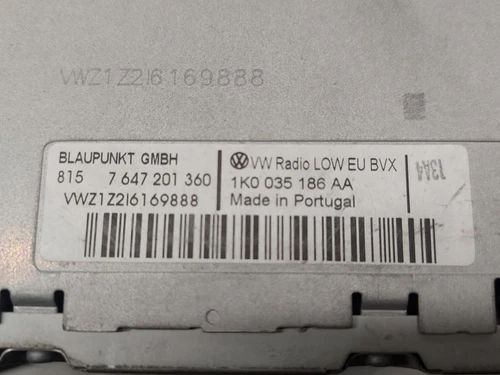 VWZ1Z2I6169888
BLAUPUNKT GMBH
815 7 647 201 360
VWZ1Z2I6169888
VW Radio LOW EU BVX
1K0 035 186 AA
Made in Portugal
13A4